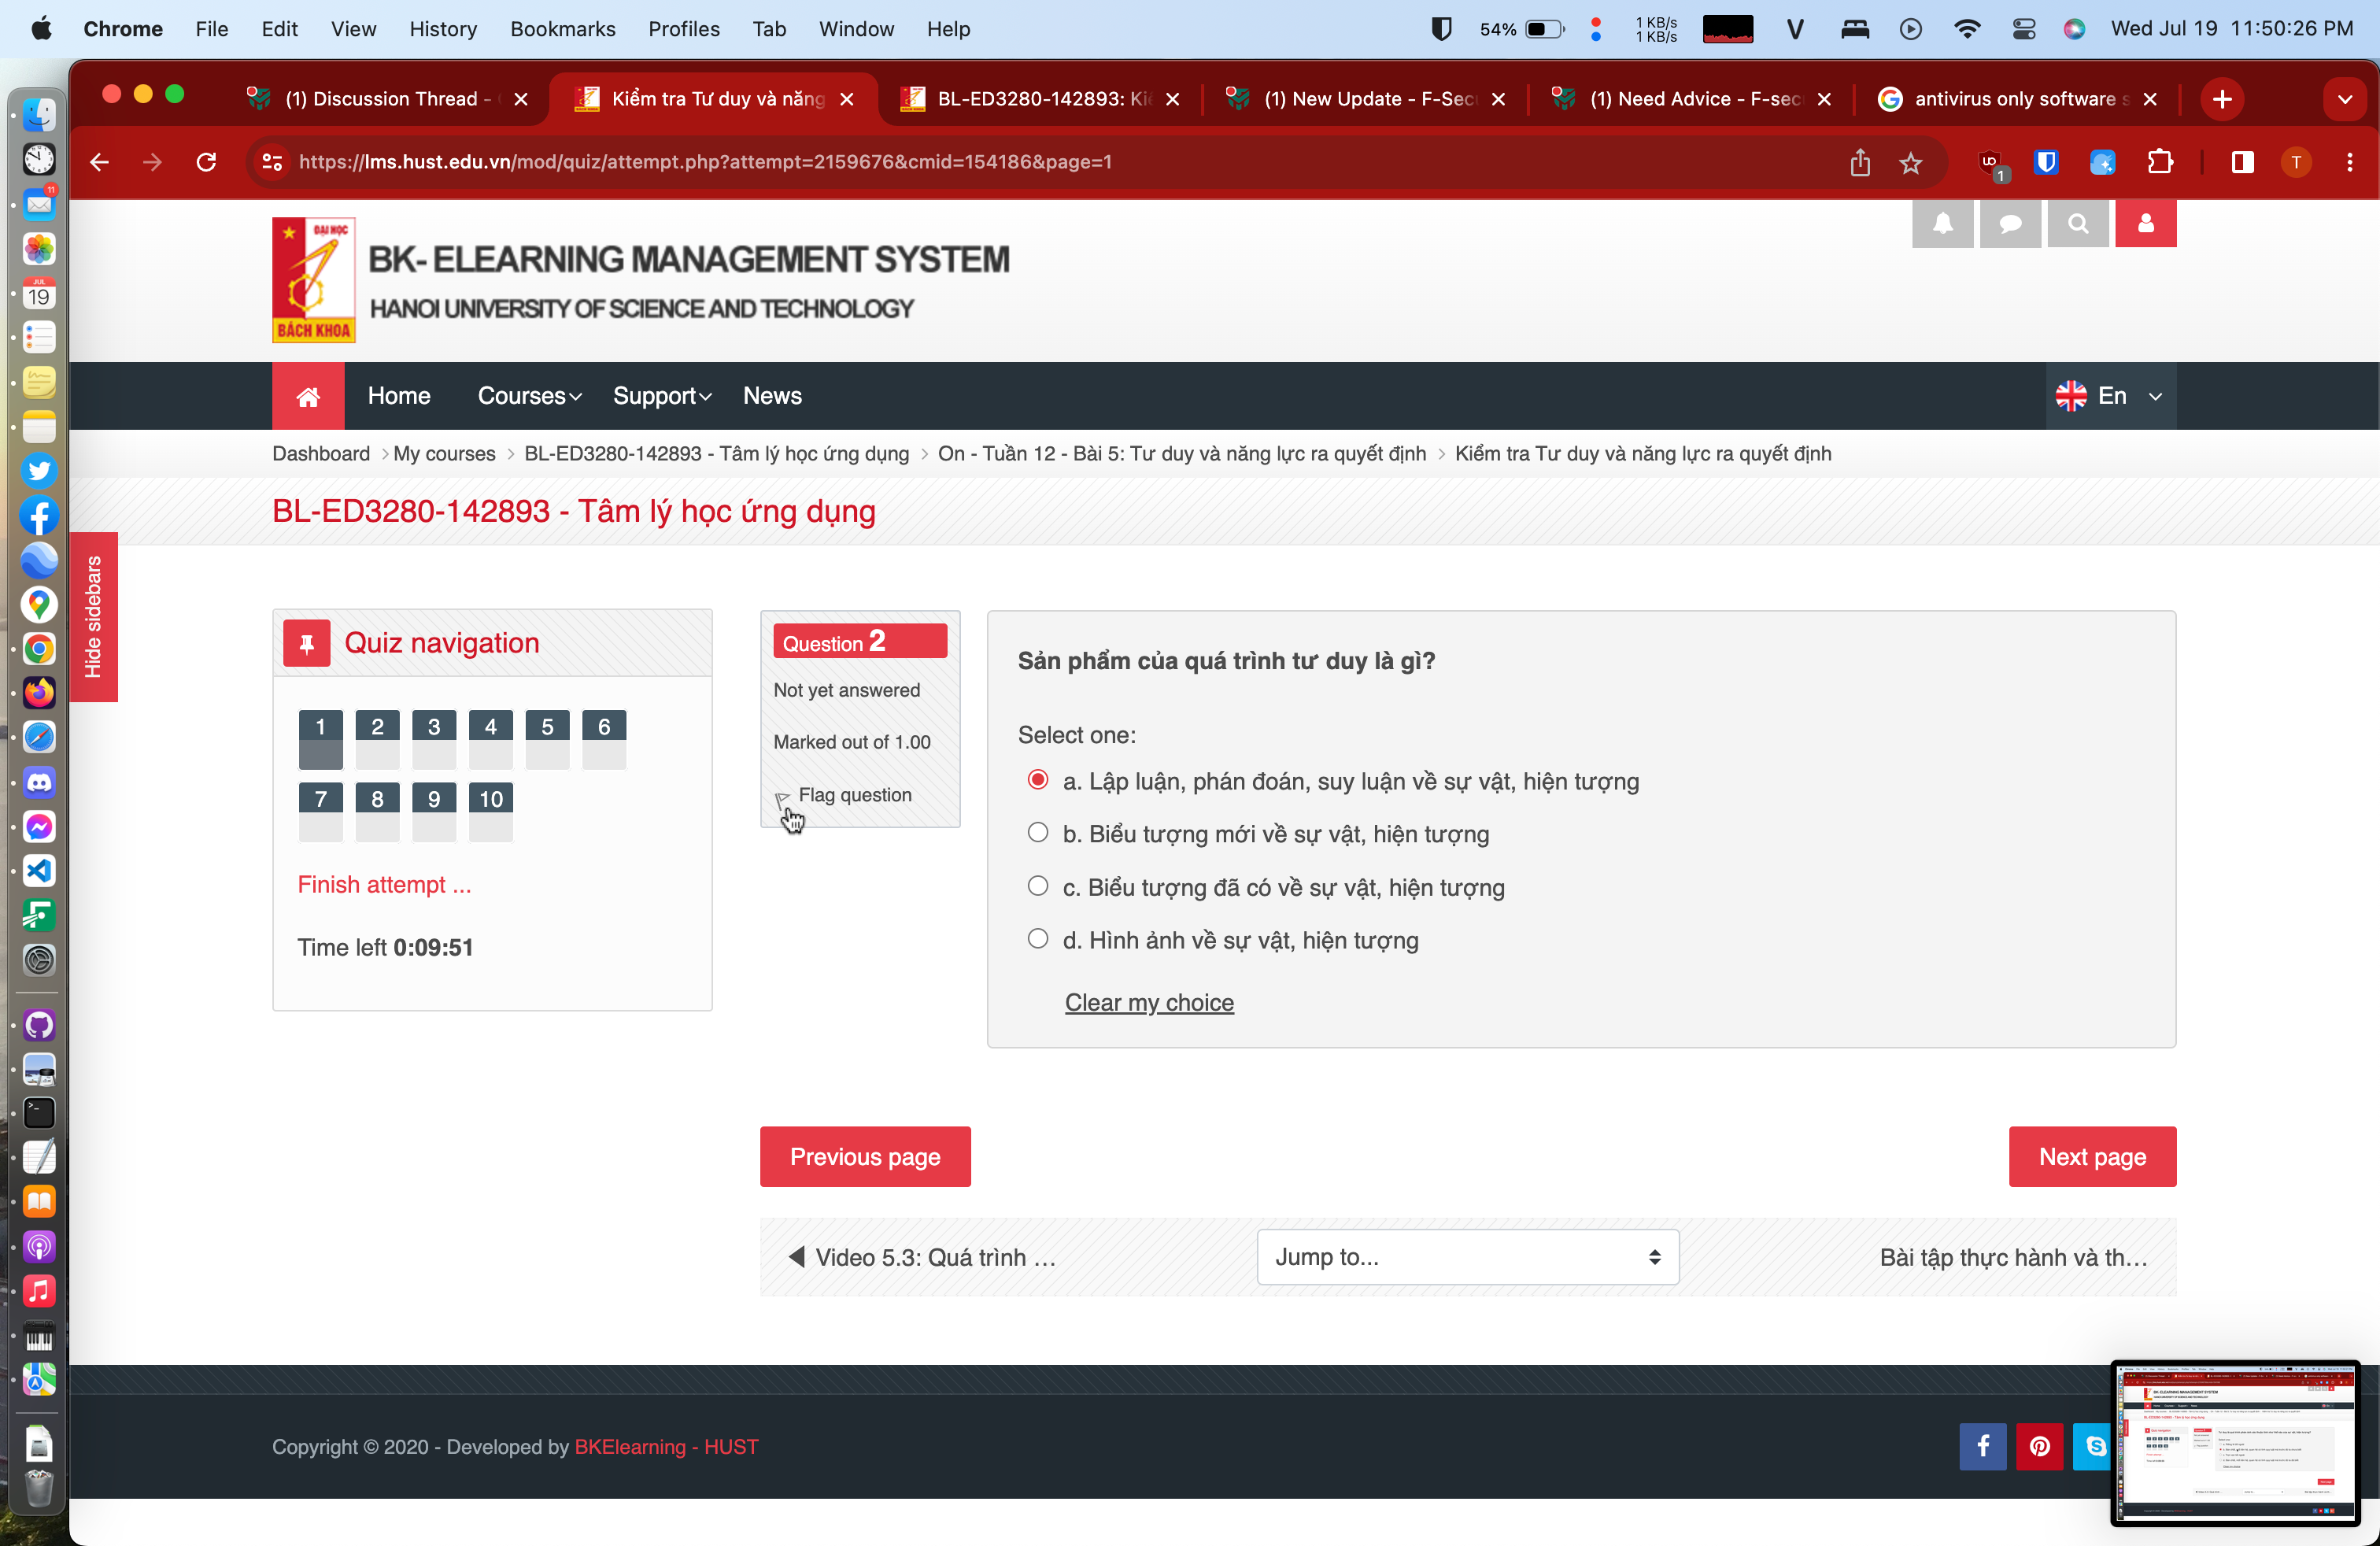 Chrome File Edit View History Bookmarks Profiles Tab Window Help
54% 1 KB/s 1 KB/s Wed Jul 19 11:50:26 PM
(1) Discussion Thread -
Kiểm tra Tư duy và năng
BL-ED3280-142893: Kiể
(1) New Update - F-Sec
(1) Need Advice - F-sec
antivirus only software s
https://lms.hust.edu.vn/mod/quiz/attempt.php?attempt=2159676&cmid=154186&page=1
1
T
11
JUL
19
ĐẠI HỌC
BÁCH KHOA
BK- ELEARNING MANAGEMENT SYSTEM
HANOI UNIVERSITY OF SCIENCE AND TECHNOLOGY
Home Courses Support News En
Dashboard > My courses > BL-ED3280-142893 - Tâm lý học ứng dụng > On - Tuần 12 - Bài 5: Tư duy và năng lực ra quyết định > Kiểm tra Tư duy và năng lực ra quyết định
BL-ED3280-142893 - Tâm lý học ứng dụng
Hide sidebars
Quiz navigation
1 2 3 4 5 6
7 8 9 10
Finish attempt ...
Time left 0:09:51
Question 2
Not yet answered
Marked out of 1.00
Flag question
Sản phẩm của quá trình tư duy là gì?
Select one:
a. Lập luận, phán đoán, suy luận về sự vật, hiện tượng
b. Biểu tượng mới về sự vật, hiện tượng
c. Biểu tượng đã có về sự vật, hiện tượng
d. Hình ảnh về sự vật, hiện tượng
Clear my choice
Previous page
Next page
Video 5.3: Quá trình ...
Jump to...
Bài tập thực hành và th...
Copyright © 2020 - Developed by BKElearning - HUST